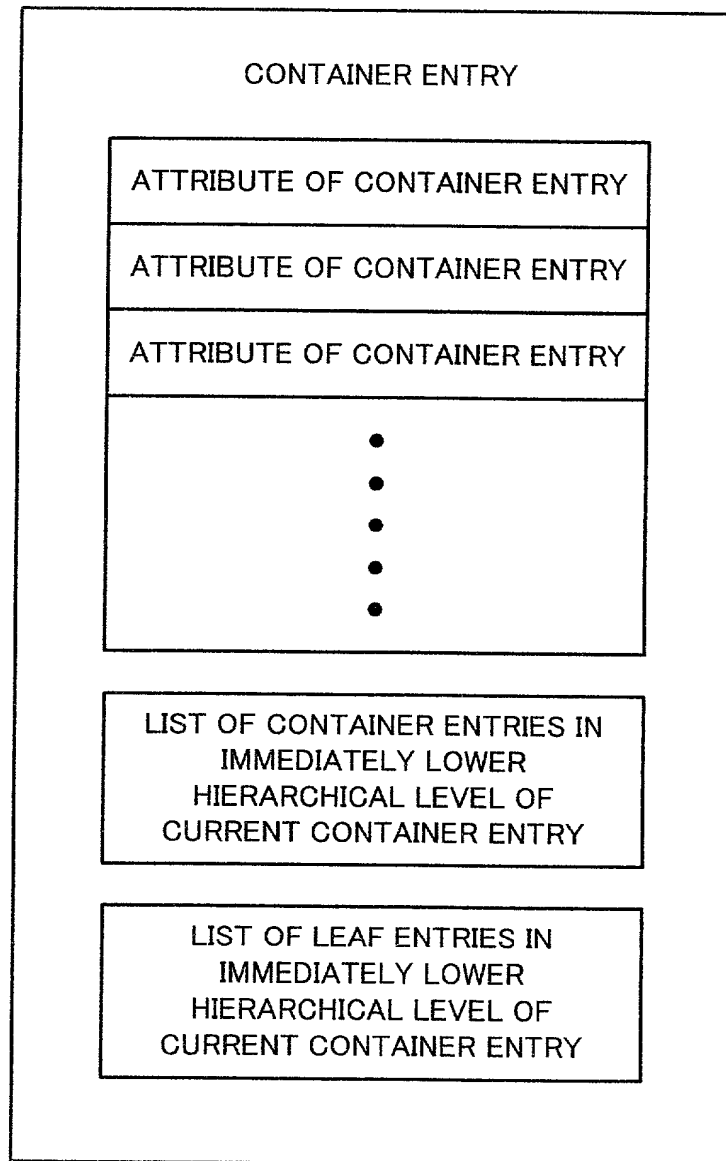 CONTAINER ENTRY
ATTRIBUTE OF CONTAINER ENTRY
ATTRIBUTE OF CONTAINER ENTRY
ATTRIBUTE OF CONTAINER ENTRY
LIST OF CONTAINER ENTRIES IN
IMMEDIATELY LOWER
HIERARCHICAL LEVEL OF
CURRENT CONTAINER ENTRY
LIST OF LEAF ENTRIES IN
IMMEDIATELY LOWER
HIERARCHICAL LEVEL OF
CURRENT CONTAINER ENTRY